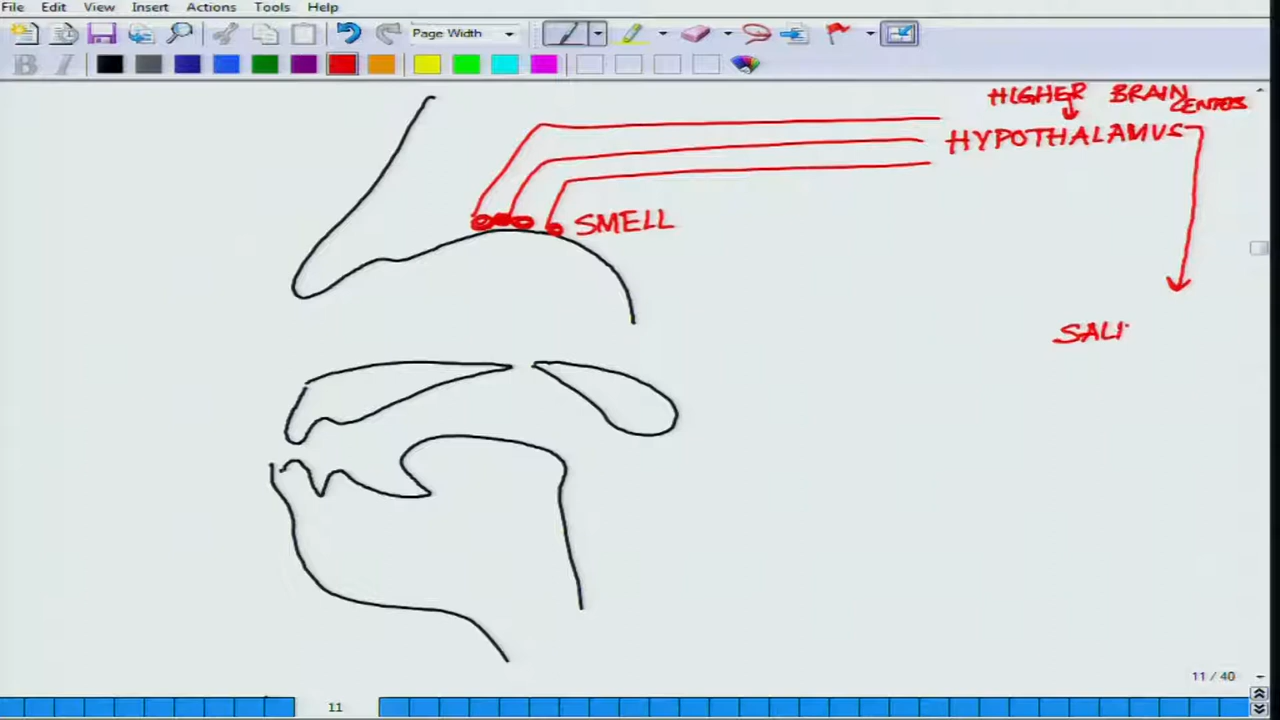 File Edit View Insert Actions Tools Help
Page Width
B I
HIGHER BRAIN CENTERS
HYPOTHALAMUS
SMELL
SALI
11 / 40
11